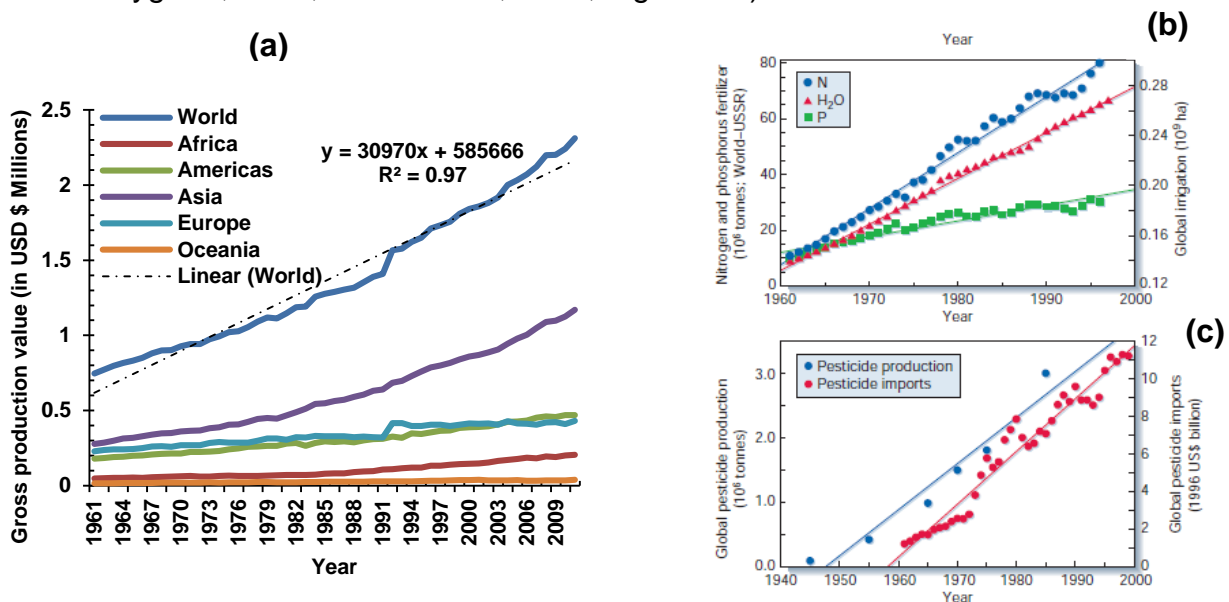 (a)
Gross production value (in USD $ Millions)
2.5
2
1.5
1
0.5
0
World
Africa
Americas
Asia
Europe
Oceania
Linear (World)
y = 30970x + 585666
R² = 0.97
1961
1964
1967
1970
1973
1976
1979
1982
1985
1988
1991
1994
1997
2000
2003
2006
2009
Year
(b)
Year
Nitrogen and phosphorus fertilizer
(10⁶ tonnes; World–USSR)
80
60
40
20
0
N
H₂O
P
0.28
0.24
0.20
0.16
0.12
Global irrigation (10⁹ ha)
1960
1970
1980
1990
2000
Year
(c)
Global pesticide production
(10⁶ tonnes)
3.0
2.0
1.0
0.0
Pesticide production
Pesticide imports
12
10
8
6
4
2
0
Global pesticide imports
(1996 US$ billion)
1940
1950
1960
1970
1980
1990
2000
Year